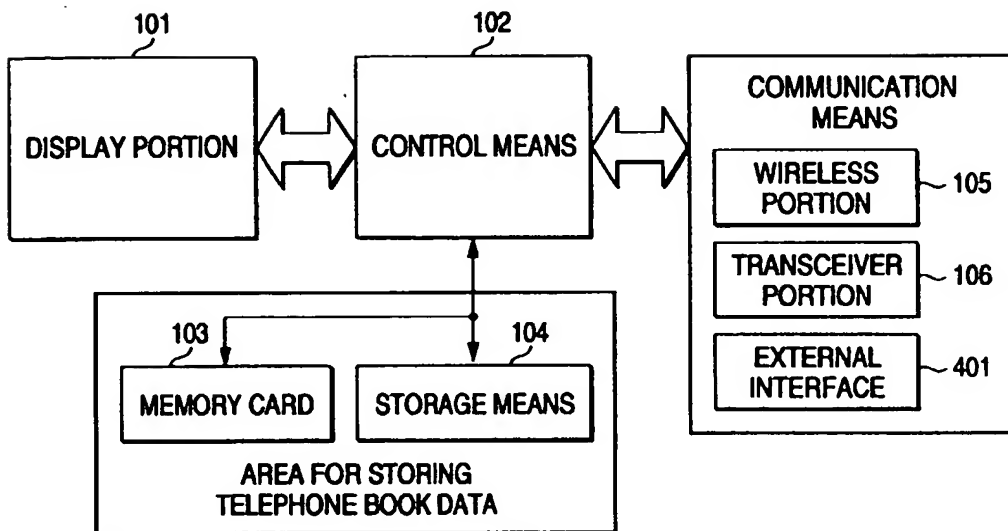 101
102
DISPLAY PORTION
CONTROL MEANS
COMMUNICATION
MEANS
WIRELESS
PORTION
105
TRANSCEIVER
PORTION
106
EXTERNAL
INTERFACE
401
103
104
MEMORY CARD
STORAGE MEANS
AREA FOR STORING
TELEPHONE BOOK DATA